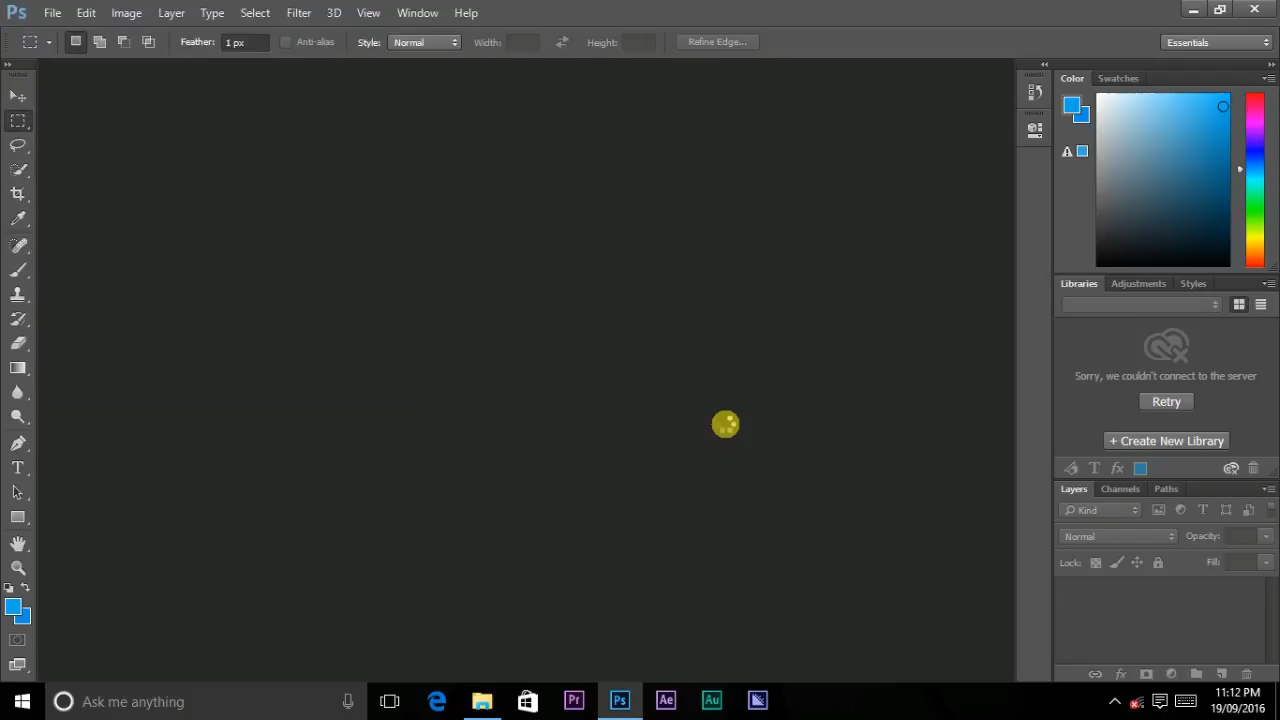 Ps File Edit Image Layer Type Select Filter 3D View Window Help
Feather: 1 px Anti-alias Style: Normal Width: Height: Refine Edge... Essentials
Color Swatches
Libraries Adjustments Styles
Sorry, we couldn't connect to the server
Retry
+ Create New Library
T fx
Layers Channels Paths
Kind T
Normal Opacity:
Lock: Fill:
fx
T
Ask me anything
Pr Ps Ae Au
11:12 PM
19/09/2016